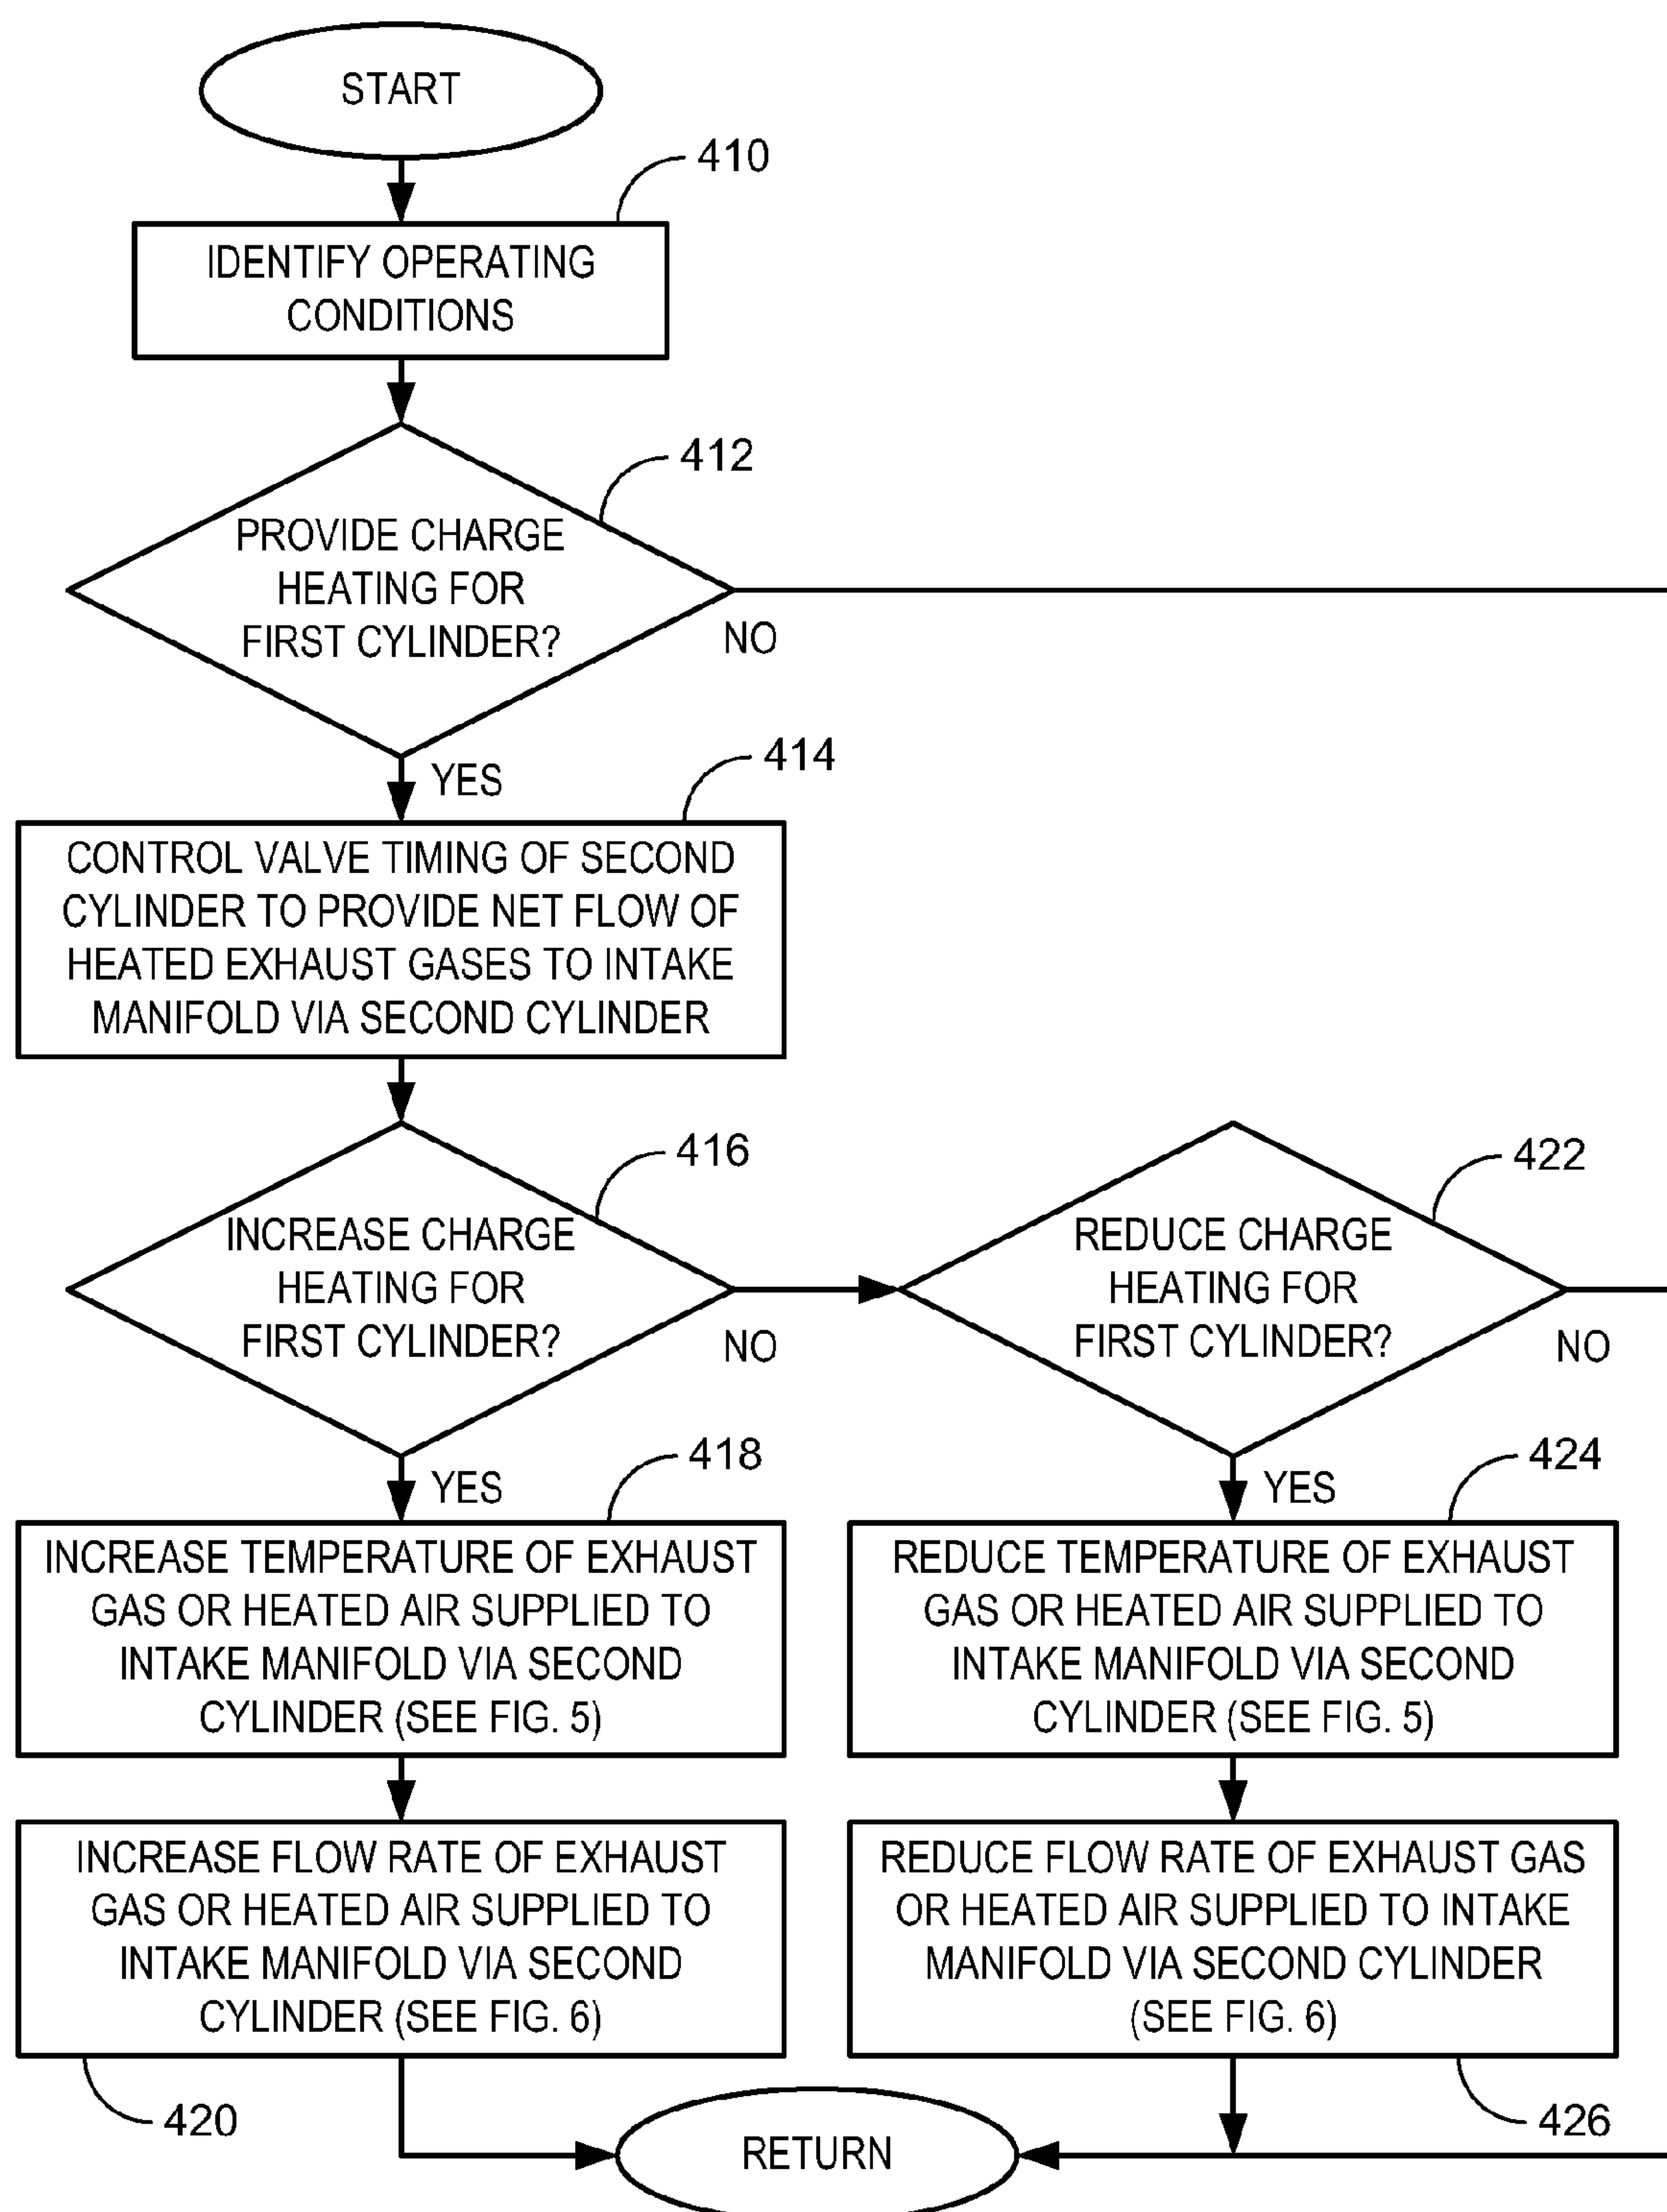 START
410
IDENTIFY OPERATING
CONDITIONS
412
PROVIDE CHARGE
HEATING FOR
FIRST CYLINDER?
NO
YES
414
CONTROL VALVE TIMING OF SECOND
CYLINDER TO PROVIDE NET FLOW OF
HEATED EXHAUST GASES TO INTAKE
MANIFOLD VIA SECOND CYLINDER
416
INCREASE CHARGE
HEATING FOR
FIRST CYLINDER?
NO
YES
422
REDUCE CHARGE
HEATING FOR
FIRST CYLINDER?
NO
YES
418
INCREASE TEMPERATURE OF EXHAUST
GAS OR HEATED AIR SUPPLIED TO
INTAKE MANIFOLD VIA SECOND
CYLINDER (SEE FIG. 5)
424
REDUCE TEMPERATURE OF EXHAUST
GAS OR HEATED AIR SUPPLIED TO
INTAKE MANIFOLD VIA SECOND
CYLINDER (SEE FIG. 5)
INCREASE FLOW RATE OF EXHAUST
GAS OR HEATED AIR SUPPLIED TO
INTAKE MANIFOLD VIA SECOND
CYLINDER (SEE FIG. 6)
420
REDUCE FLOW RATE OF EXHAUST GAS
OR HEATED AIR SUPPLIED TO INTAKE
MANIFOLD VIA SECOND CYLINDER
(SEE FIG. 6)
426
RETURN